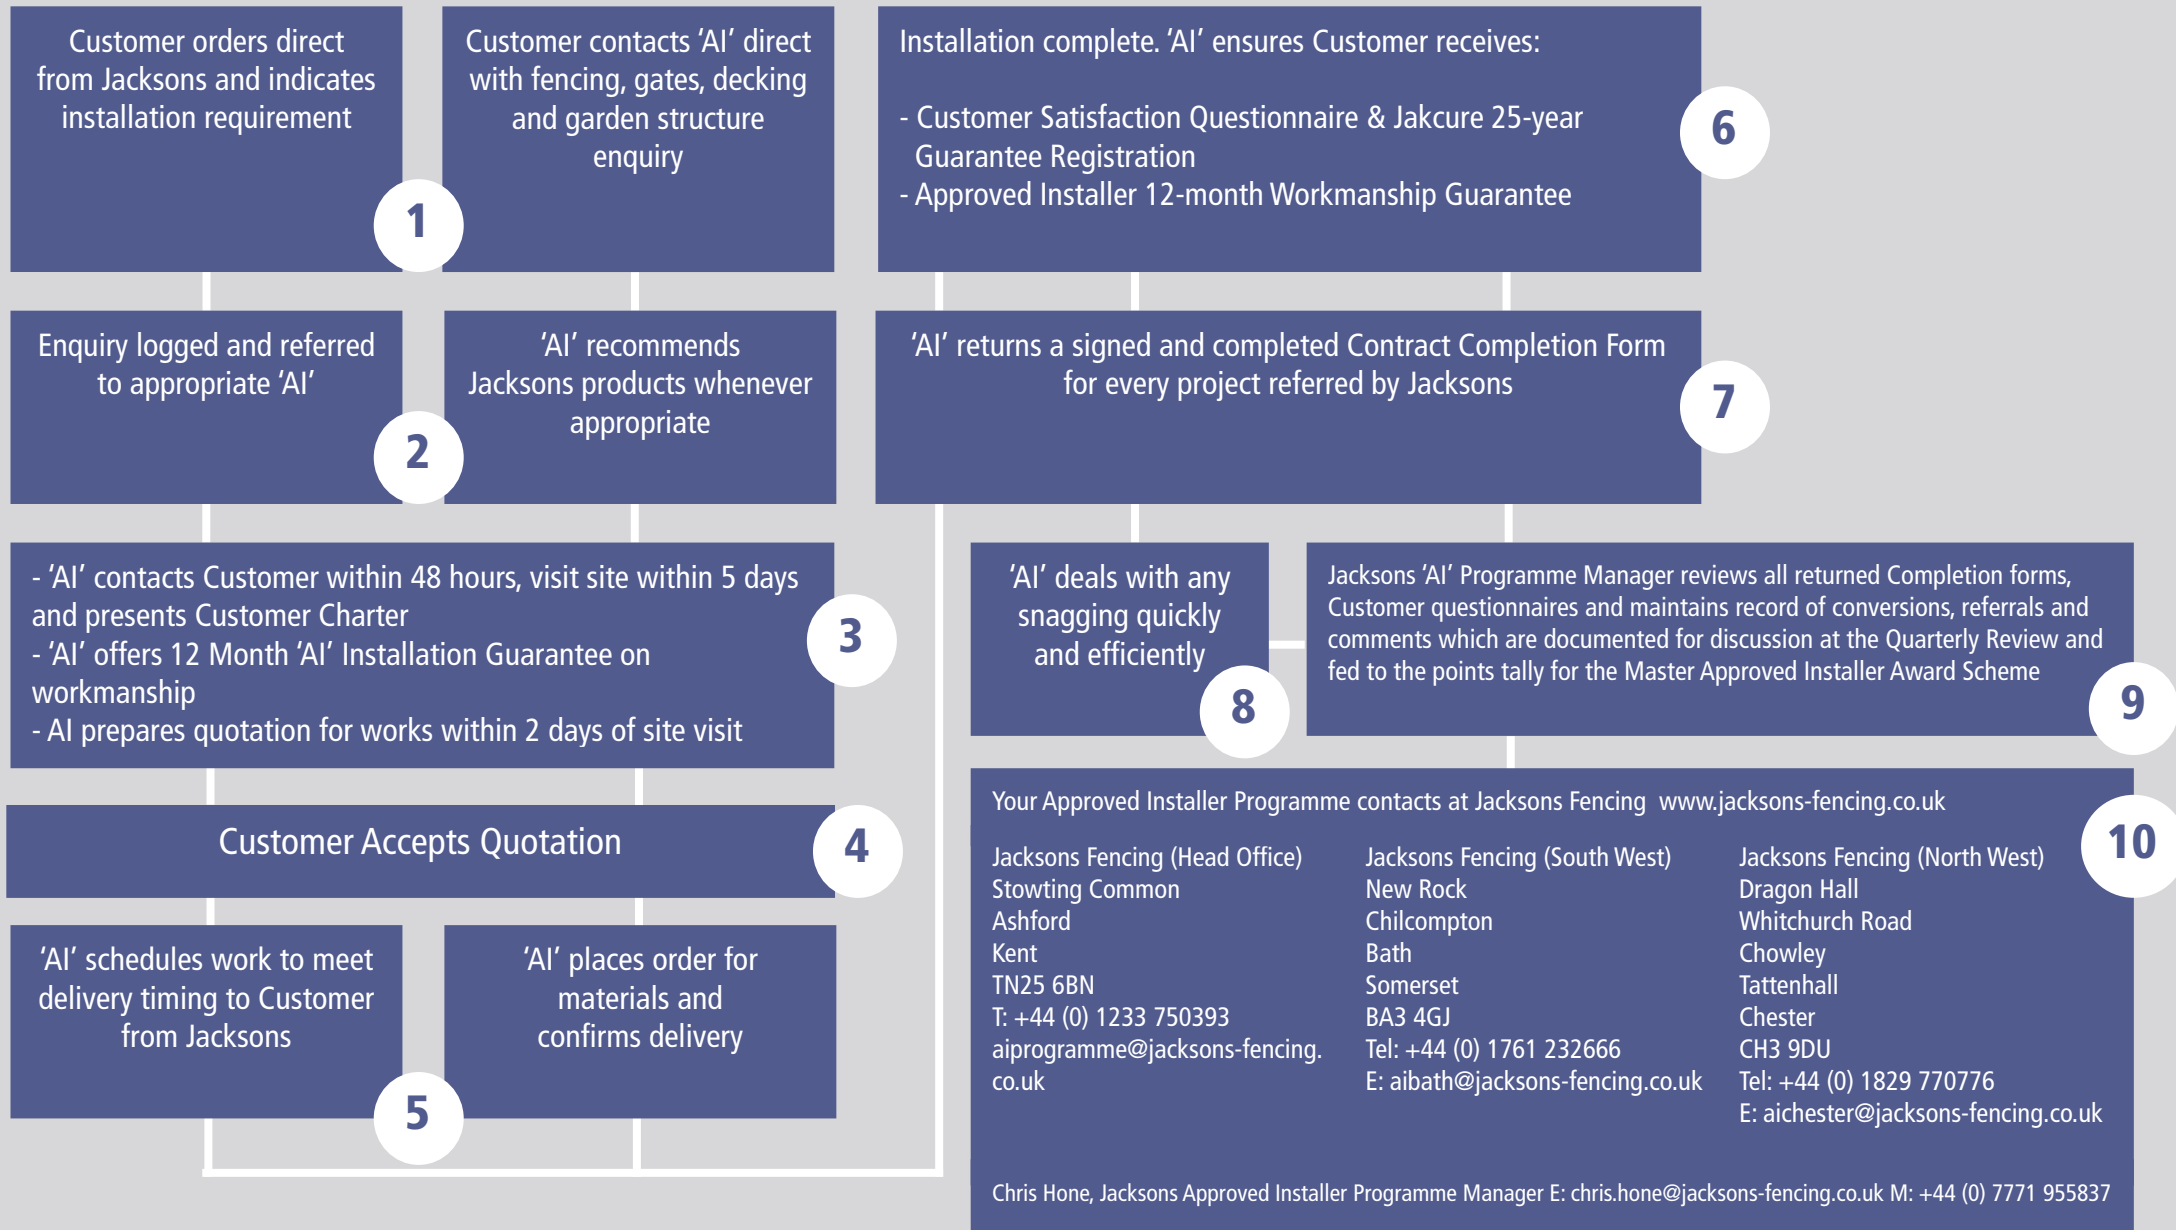 Customer orders direct
from Jacksons and indicates
installation requirement
Customer contacts ‘AI’ direct
with fencing, gates, decking
and garden structure
enquiry
1
Enquiry logged and referred
to appropriate ‘AI’
‘AI’ recommends
Jacksons products whenever
appropriate
2
- ‘AI’ contacts Customer within 48 hours, visit site within 5 days
and presents Customer Charter
- ‘AI’ offers 12 Month ‘AI’ Installation Guarantee on
workmanship
- AI prepares quotation for works within 2 days of site visit
3
Customer Accepts Quotation
4
‘AI’ schedules work to meet
delivery timing to Customer
from Jacksons
‘AI’ places order for
materials and
confirms delivery
5
Installation complete. ‘AI’ ensures Customer receives:
- Customer Satisfaction Questionnaire & Jakcure 25-year
Guarantee Registration
- Approved Installer 12-month Workmanship Guarantee
6
‘AI’ returns a signed and completed Contract Completion Form
for every project referred by Jacksons
7
‘AI’ deals with any
snagging quickly
and efficiently
8
Jacksons ‘AI’ Programme Manager reviews all returned Completion forms,
Customer questionnaires and maintains record of conversions, referrals and
comments which are documented for discussion at the Quarterly Review and
fed to the points tally for the Master Approved Installer Award Scheme
9
Your Approved Installer Programme contacts at Jacksons Fencing www.jacksons-fencing.co.uk
10
Jacksons Fencing (Head Office)
Stowting Common
Ashford
Kent
TN25 6BN
T: +44 (0) 1233 750393
aiprogramme@jacksons-fencing.
co.uk
Jacksons Fencing (South West)
New Rock
Chilcompton
Bath
Somerset
BA3 4GJ
Tel: +44 (0) 1761 232666
E: aibath@jacksons-fencing.co.uk
Jacksons Fencing (North West)
Dragon Hall
Whitchurch Road
Chowley
Tattenhall
Chester
CH3 9DU
Tel: +44 (0) 1829 770776
E: aichester@jacksons-fencing.co.uk
Chris Hone, Jacksons Approved Installer Programme Manager E: chris.hone@jacksons-fencing.co.uk M: +44 (0) 7771 955837